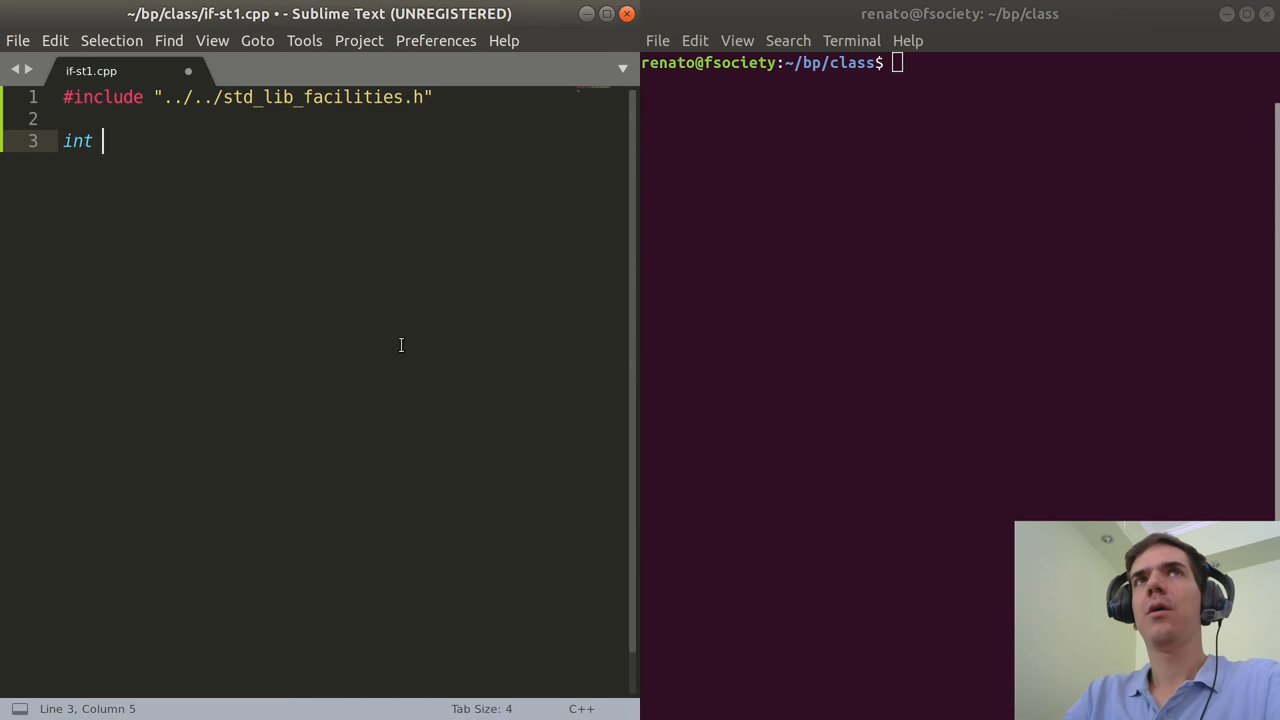 ~/bp/class/if-st1.cpp • - Sublime Text (UNREGISTERED)
File Edit Selection Find View Goto Tools Project Preferences Help
if-st1.cpp
1 #include "../../std_lib_facilities.h"
2
3 int
Line 3, Column 5 Tab Size: 4 C++
renato@fsociety: ~/bp/class
File Edit View Search Terminal Help
renato@fsociety:~/bp/class$